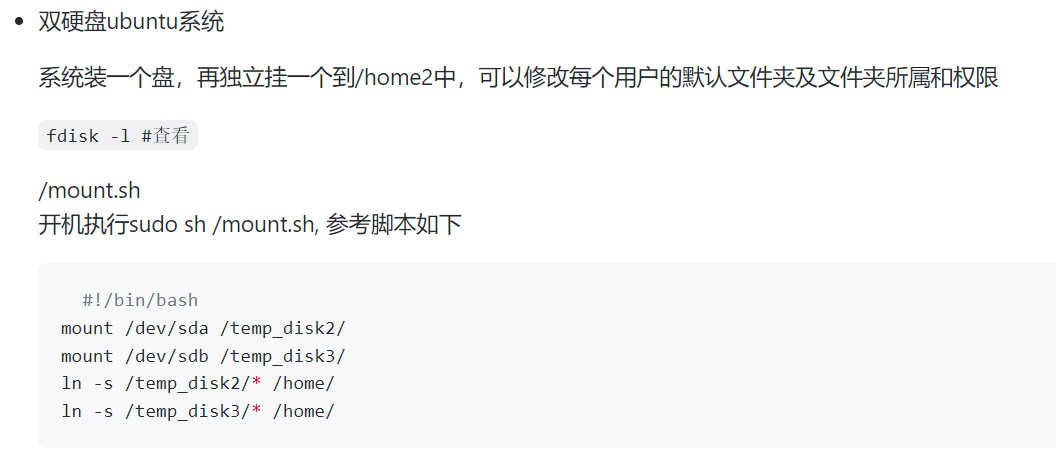 双硬盘ubuntu系统
系统装一个盘，再独立挂一个到/home2中，可以修改每个用户的默认文件夹及文件夹所属和权限
fdisk -l #查看
/mount.sh
开机执行sudo sh /mount.sh, 参考脚本如下
#!/bin/bash
mount /dev/sda /temp_disk2/
mount /dev/sdb /temp_disk3/
ln -s /temp_disk2/* /home/
ln -s /temp_disk3/* /home/